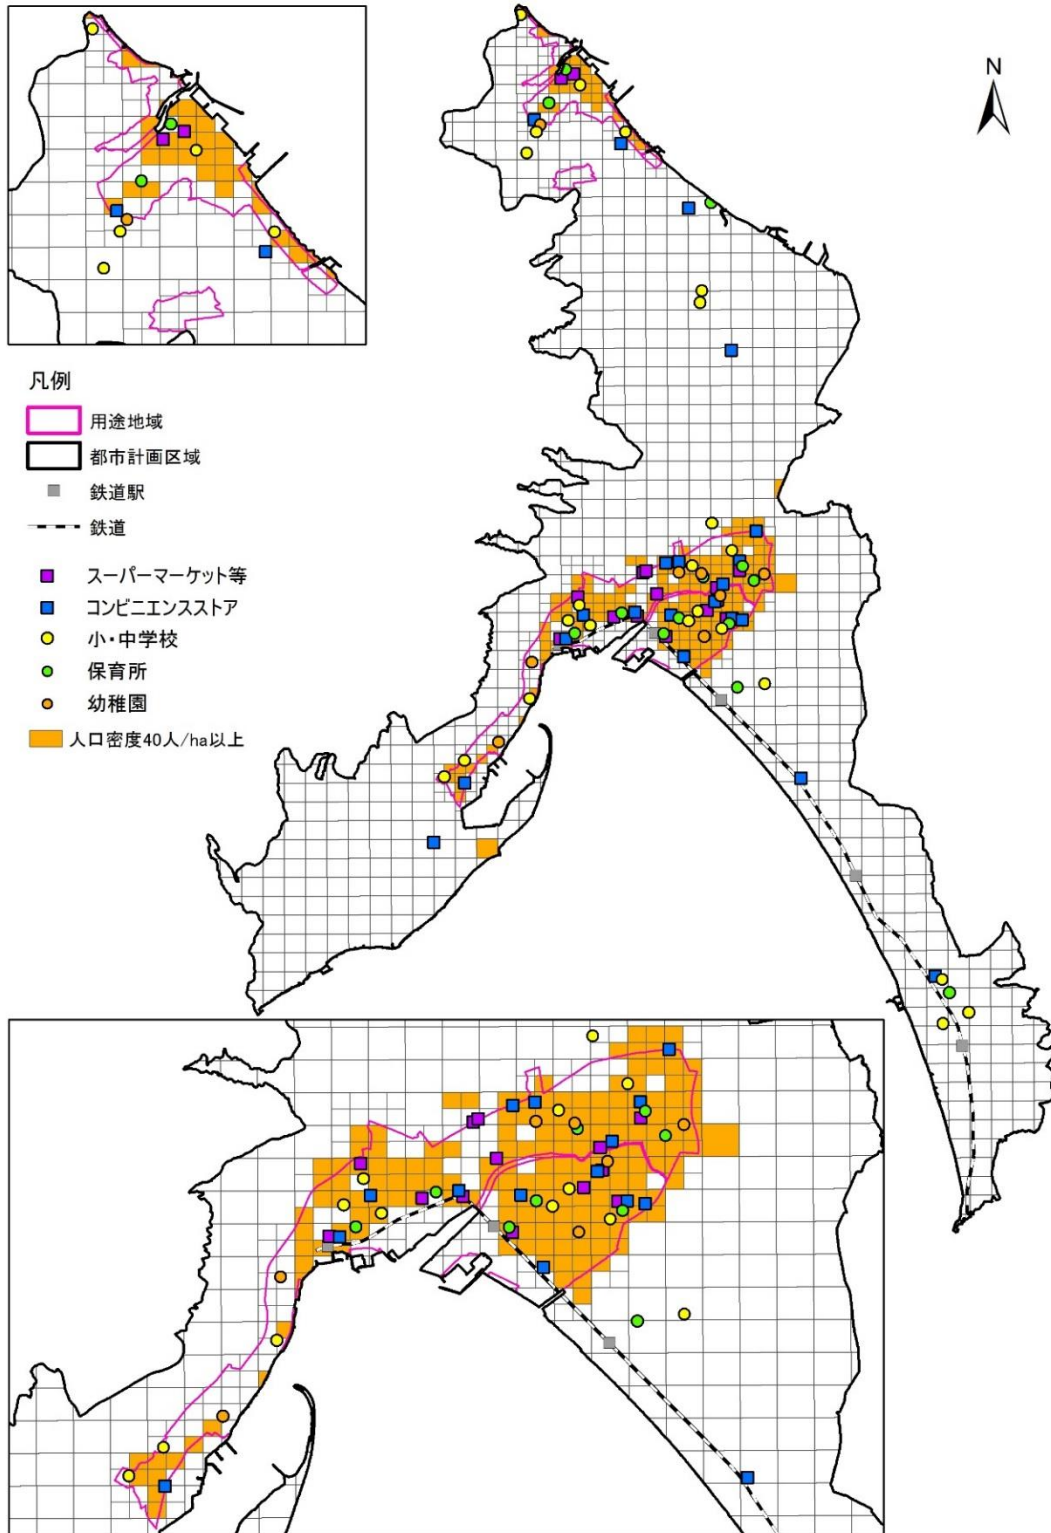 N
凡例
用途地域
都市計画区域
鉄道駅
鉄道
スーパーマーケット等
コンビニエンスストア
小・中学校
保育所
幼稚園
人口密度40人/ha以上